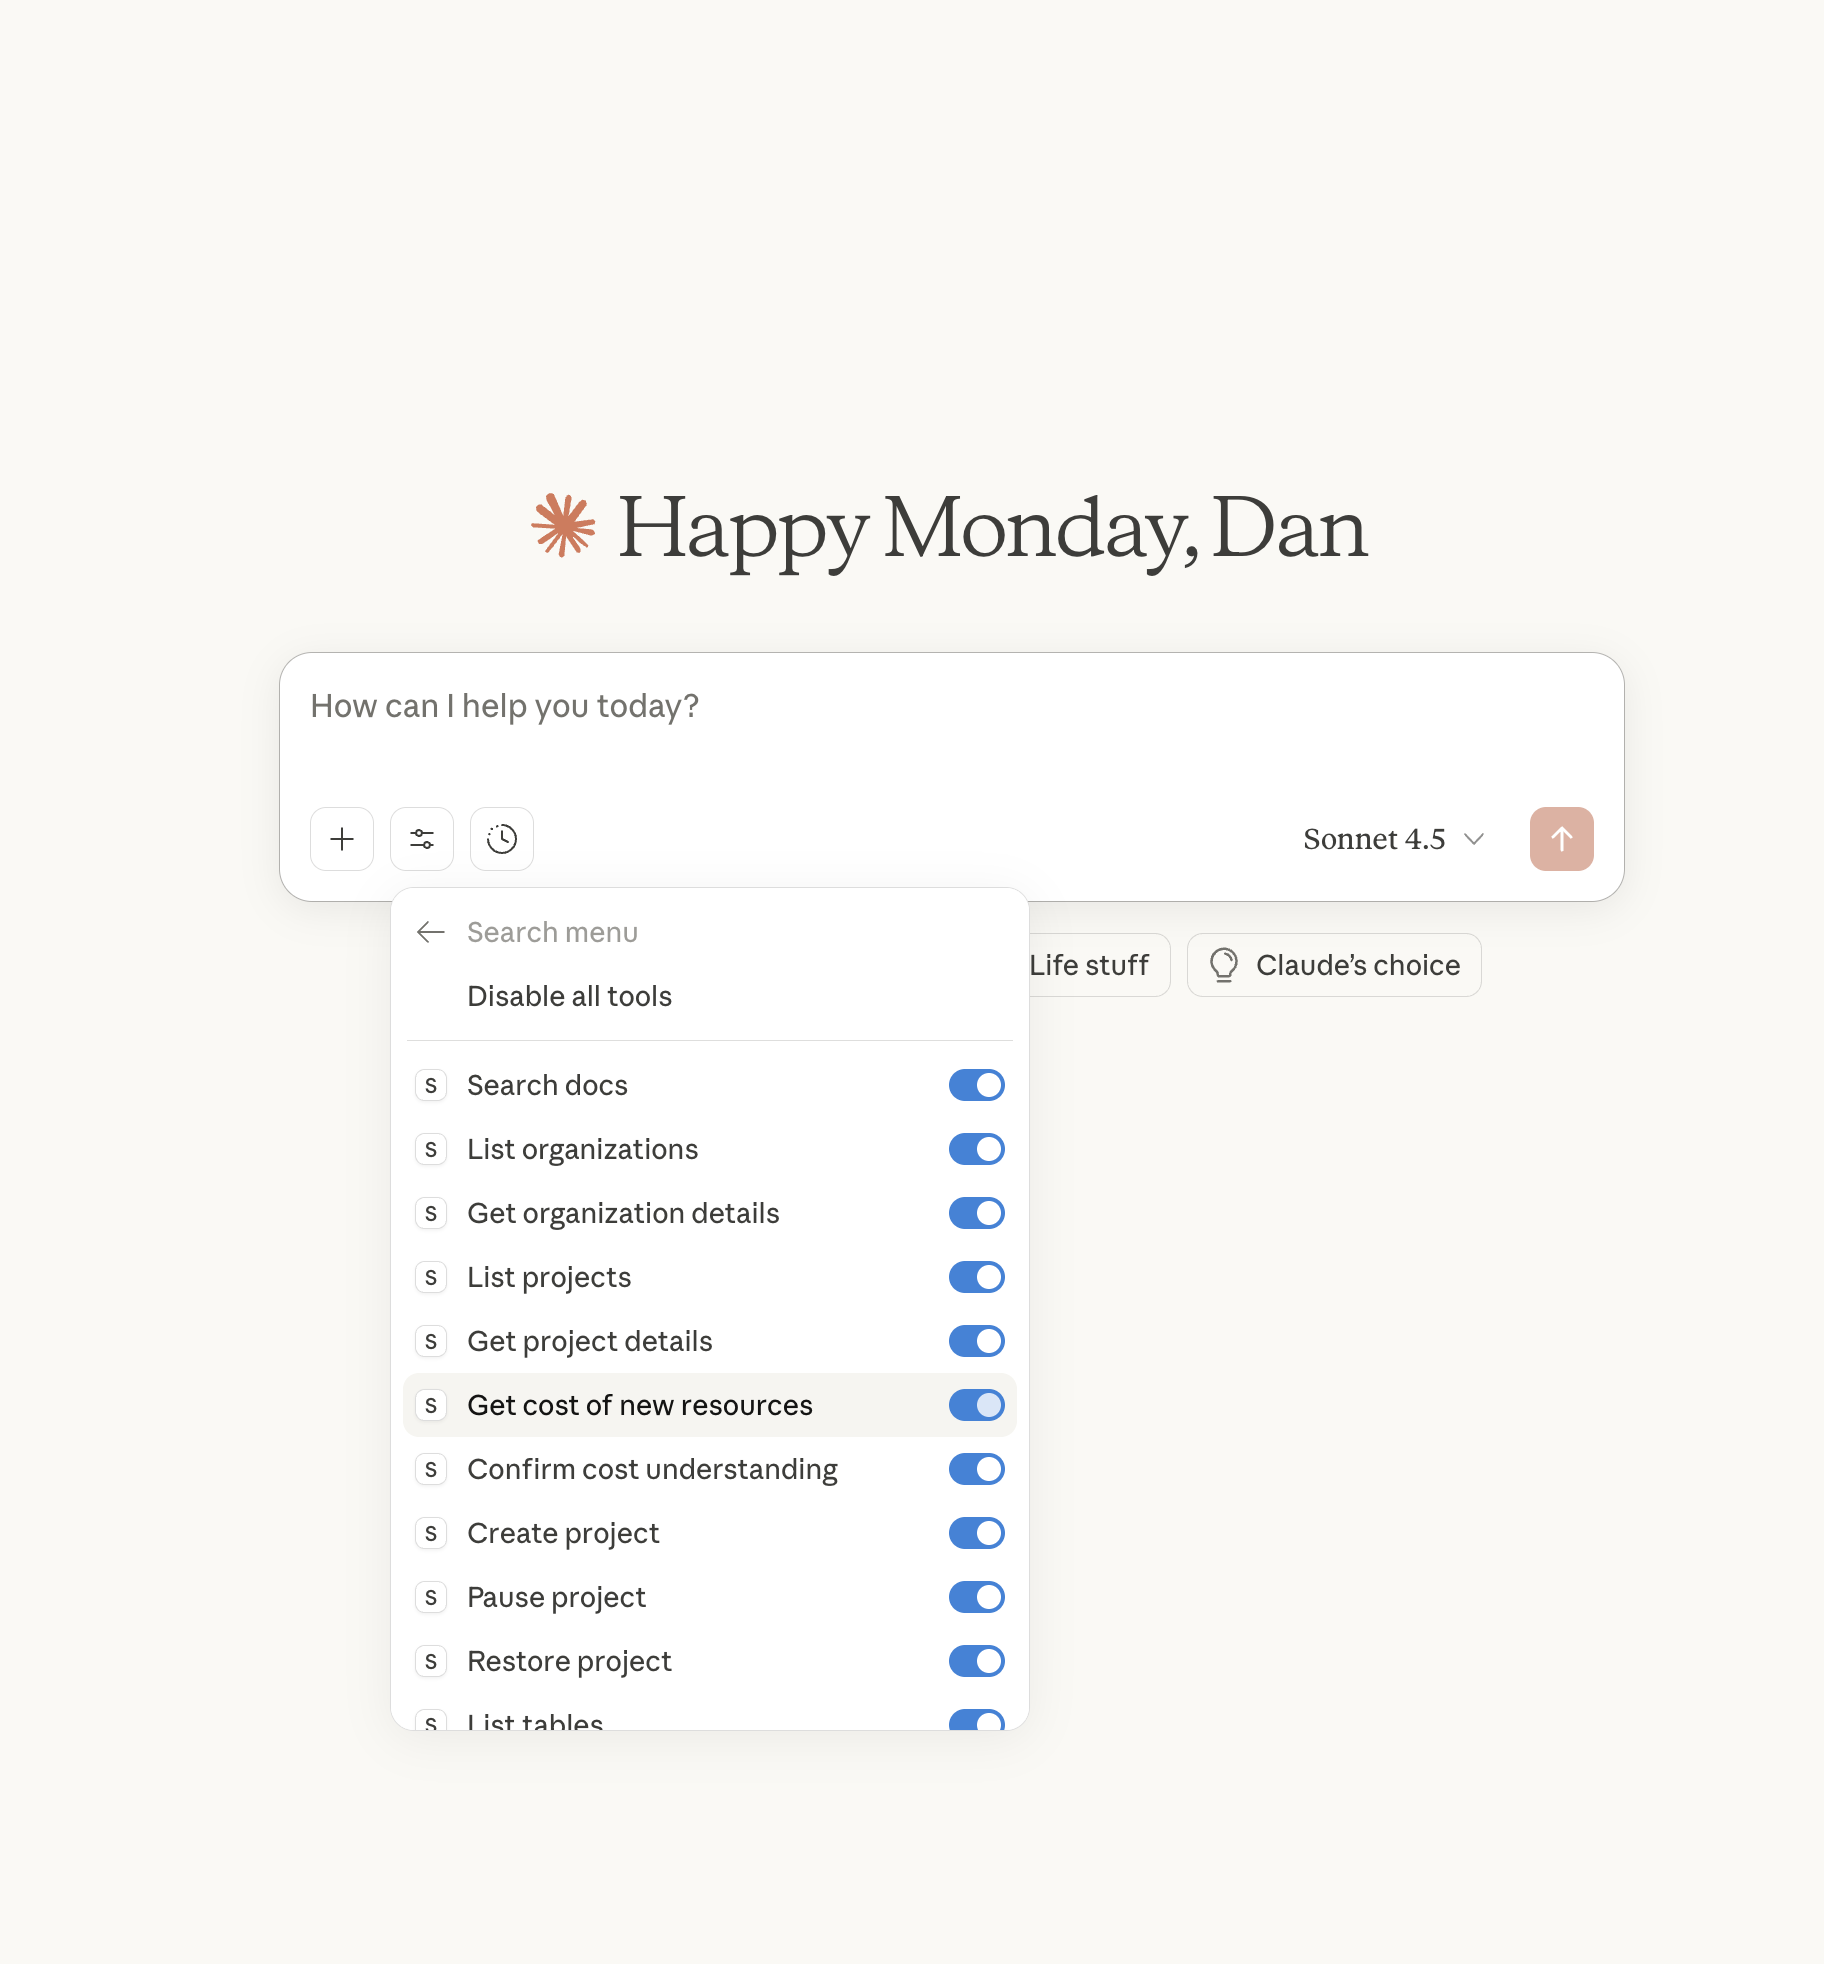 Happy Monday, Dan
How can I help you today?
Sonnet 4.5
Search menu
Disable all tools
Life stuff
Claude’s choice
S Search docs
S List organizations
S Get organization details
S List projects
S Get project details
S Get cost of new resources
S Confirm cost understanding
S Create project
S Pause project
S Restore project
S List tables